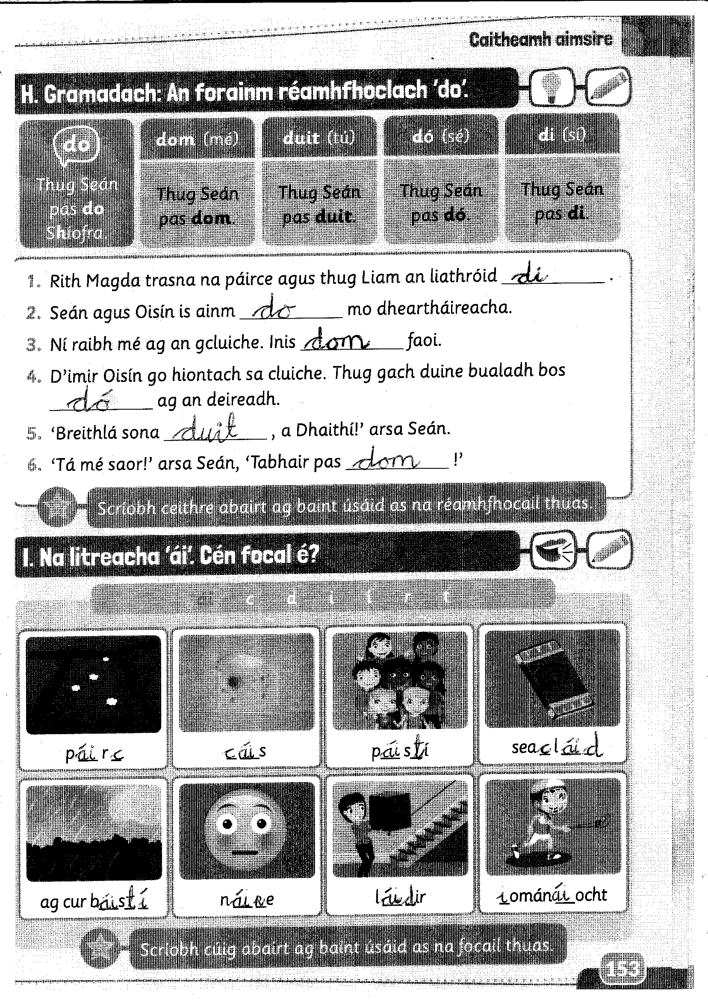 Caitheamh aimsire
H. Gramadach: An forainm réamhfhoclach ‘do’.
do
Thug Seán
pas do
Shíofra.
dom (mé)
Thug Seán
pas dom.
duit (tú)
Thug Seán
pas duit.
dó (sé)
Thug Seán
pas dó.
di (sí)
Thug Seán
pas di.
1. Rith Magda trasna na páirce agus thug Liam an liathróid di .
2. Seán agus Oisín is ainm do mo dheartháireacha.
3. Ní raibh mé ag an gcluiche. Inis dom faoi.
4. D’imir Oisín go hiontach sa cluiche. Thug gach duine bualadh bos
dó ag an deireadh.
5. ‘Breithlá sona duit , a Dhaithí!’ arsa Seán.
6. ‘Tá mé saor!’ arsa Seán, ‘Tabhair pas dom !’
Scríobh ceithre abairt ag baint úsáid as na réamhfhocail thuas.
I. Na litreacha ‘ái’. Cén focal é?
c d i í r t
páirc
cáis
páistí
seacláid
ag cur báistí
náire
láidir
iománáiocht
Scríobh cúig abairt ag baint úsáid as na focail thuas.
153